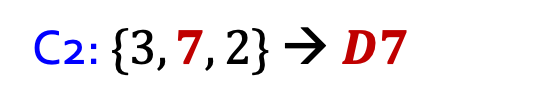 C2: {3, 7, 2} → D7